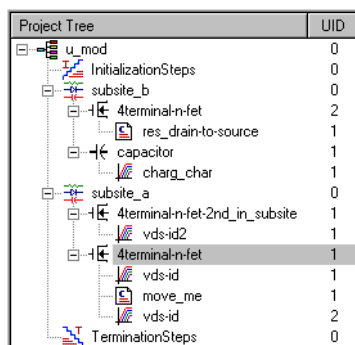 Project Tree UID
u_mod 0
InitializationSteps 0
subsite_b 0
4terminal-n-fet 2
res_drain-to-source 1
capacitor 1
charg_char 1
subsite_a 0
4terminal-n-fet-2nd_in_subsite 1
vds-id2 1
4terminal-n-fet 1
vds-id 1
move_me 1
vds-id 2
TerminationSteps 0